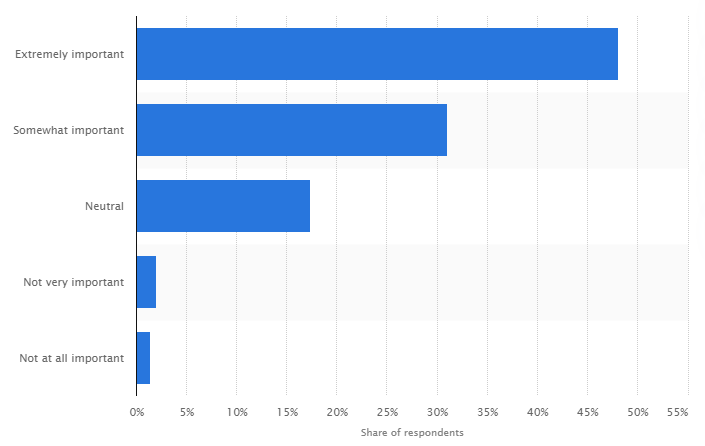 Extremely important
Somewhat important
Neutral
Not very important
Not at all important
0% 5% 10% 15% 20% 25% 30% 35% 40% 45% 50% 55%
Share of respondents